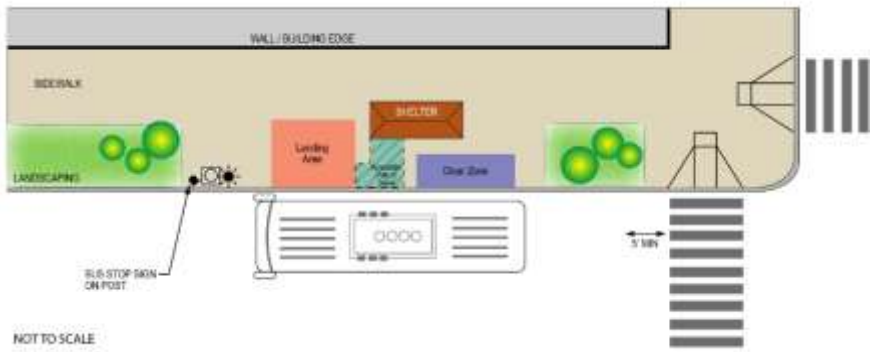 WALL / BUILDING EDGE
SIDEWALK
SHELTER
Landing
Area
Clear Zone
LANDSCAPING
5' MIN
BUS STOP SIGN
ON POST
NOT TO SCALE